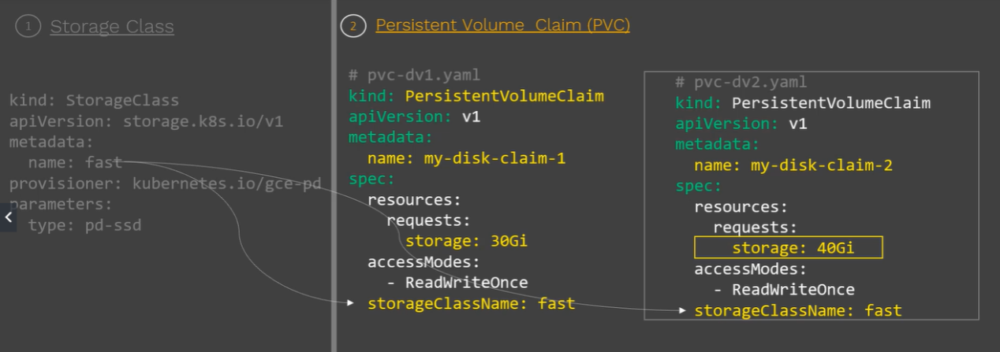 1 Storage Class
kind: StorageClass
apiVersion: storage.k8s.io/v1
metadata:
  name: fast
provisioner: kubernetes.io/gce-pd
parameters:
  type: pd-ssd
2 Persistent Volume Claim (PVC)
# pvc-dv1.yaml
kind: PersistentVolumeClaim
apiVersion: v1
metadata:
  name: my-disk-claim-1
spec:
  resources:
    requests:
      storage: 30Gi
  accessModes:
    - ReadWriteOnce
  storageClassName: fast
# pvc-dv2.yaml
kind: PersistentVolumeClaim
apiVersion: v1
metadata:
  name: my-disk-claim-2
spec:
  resources:
    requests:
      storage: 40Gi
  accessModes:
    - ReadWriteOnce
  storageClassName: fast